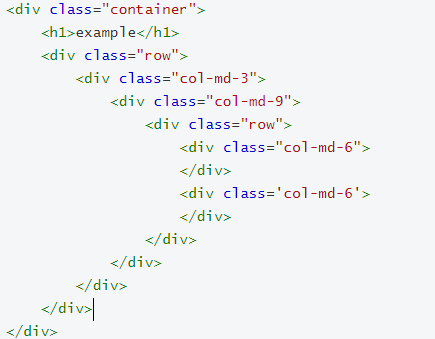 <div class="container">
    <h1>example</h1>
    <div class="row">
        <div class="col-md-3">
            <div class="col-md-9">
                <div class="row">
                    <div class="col-md-6">
                    </div>
                    <div class='col-md-6'>
                    </div>
                </div>
            </div>
        </div>
    </div>
</div>